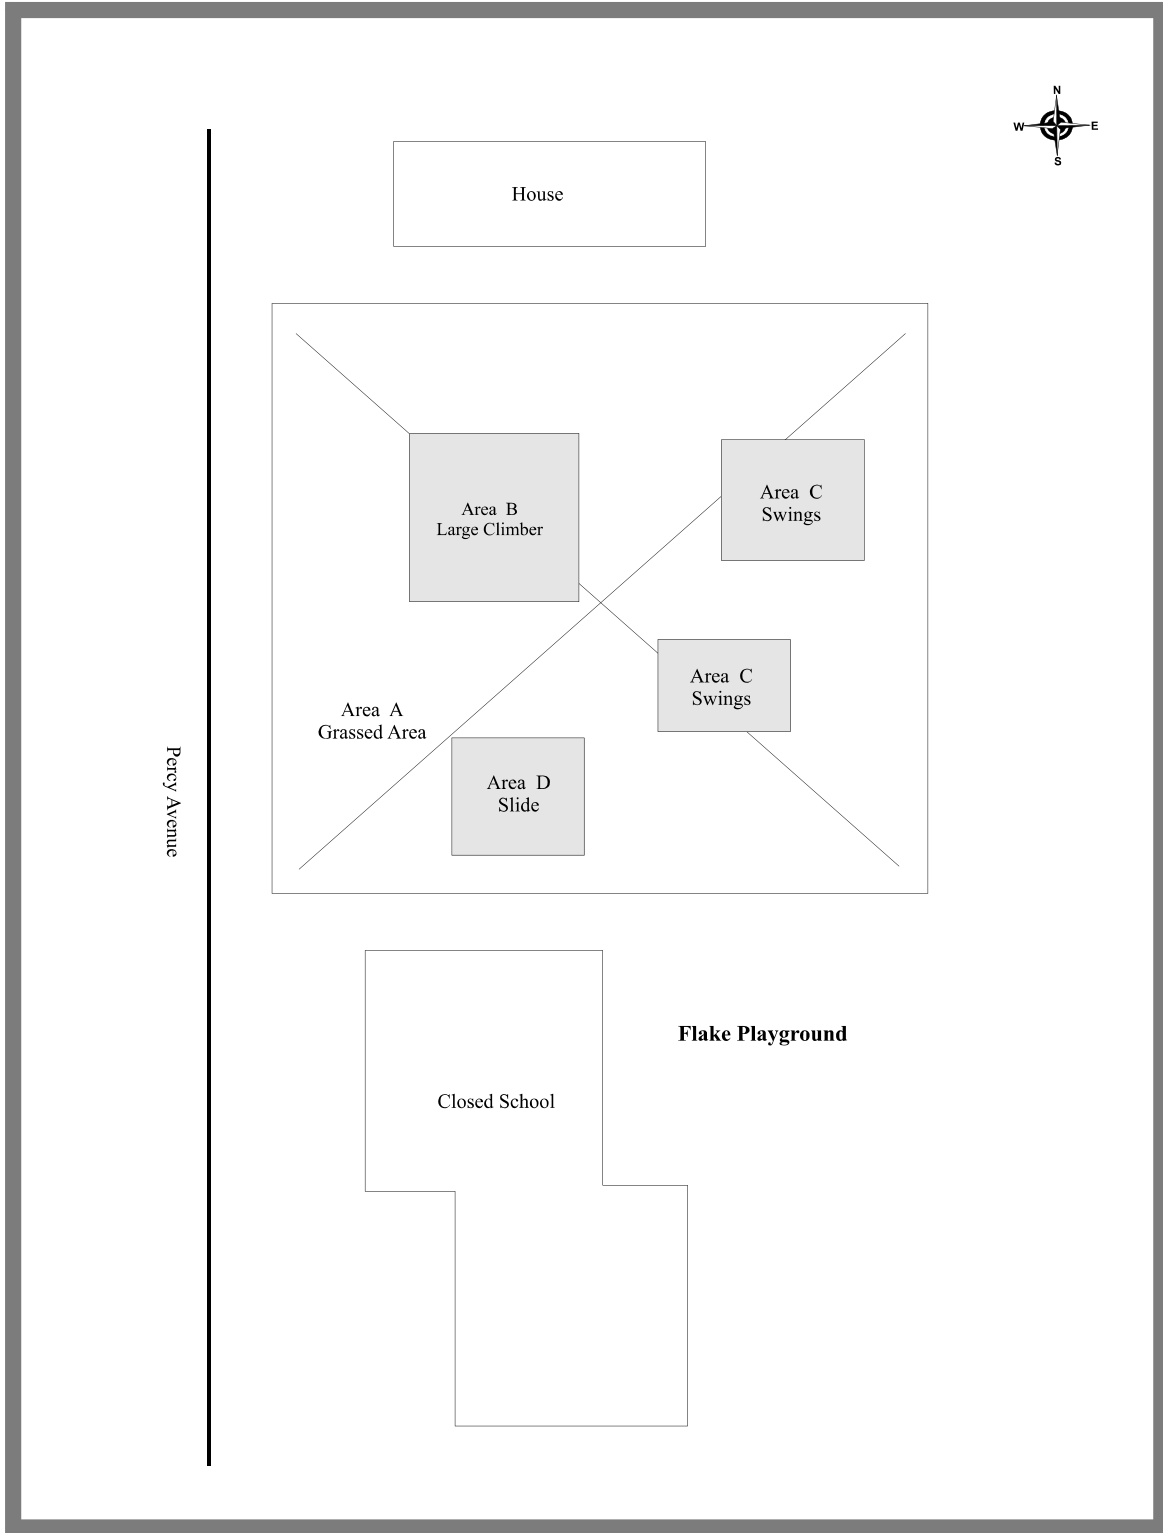 N
W E
S
House
Area B
Large Climber
Area C
Swings
Area C
Swings
Area A
Grassed Area
Percy Avenue
Area D
Slide
Flake Playground
Closed School